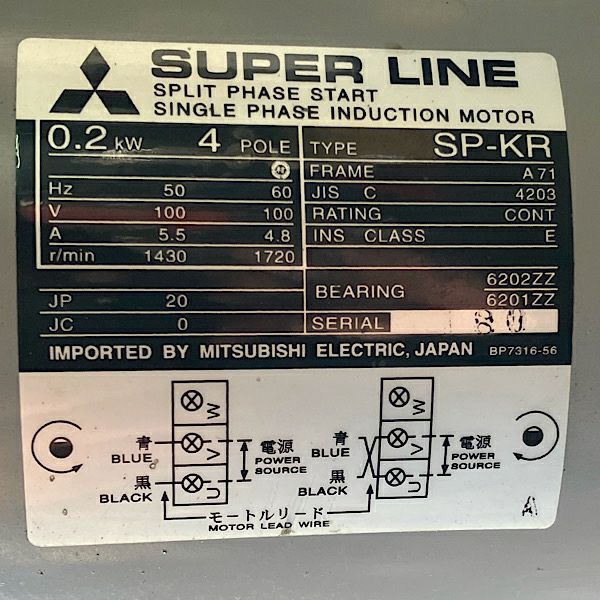 SUPER LINE
SPLIT PHASE START
SINGLE PHASE INDUCTION MOTOR
0.2 kW 4 POLE
TYPE SP-KR
FRAME A71
Hz 50 60
JIS C 4203
V 100 100
RATING CONT
A 5.5 4.8
INS CLASS E
r/min 1430 1720
BEARING 6202ZZ
6201ZZ
JP 20
JC 0
SERIAL 80
IMPORTED BY MITSUBISHI ELECTRIC, JAPAN BP7316-56
W W
青 V 電源 青 V 電源
BLUE POWER SOURCE BLUE POWER SOURCE
黒 U 黒 U
BLACK BLACK
モートルリード
MOTOR LEAD WIRE